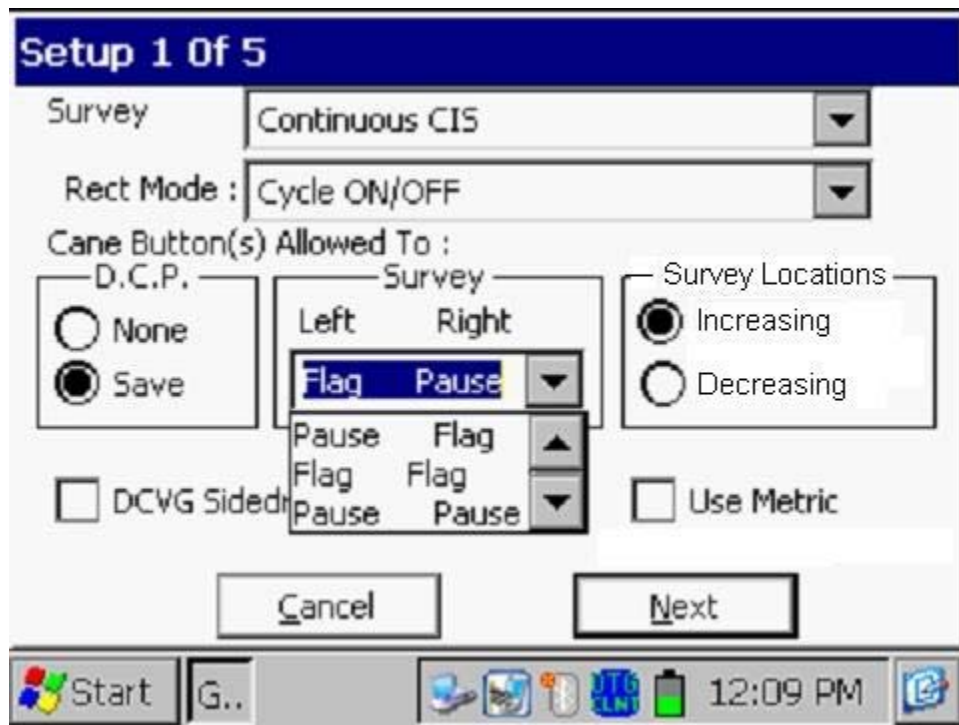 Setup 1 Of 5
Survey
Continuous CIS
Rect Mode :
Cycle ON/OFF
Cane Button(s) Allowed To :
D.C.P.
None
Save
Survey
Left Right
Flag Pause
Pause Flag
Flag Flag
Pause Pause
Survey Locations
Increasing
Decreasing
DCVG
Use Metric
Cancel
Next
Start
G..
12:09 PM